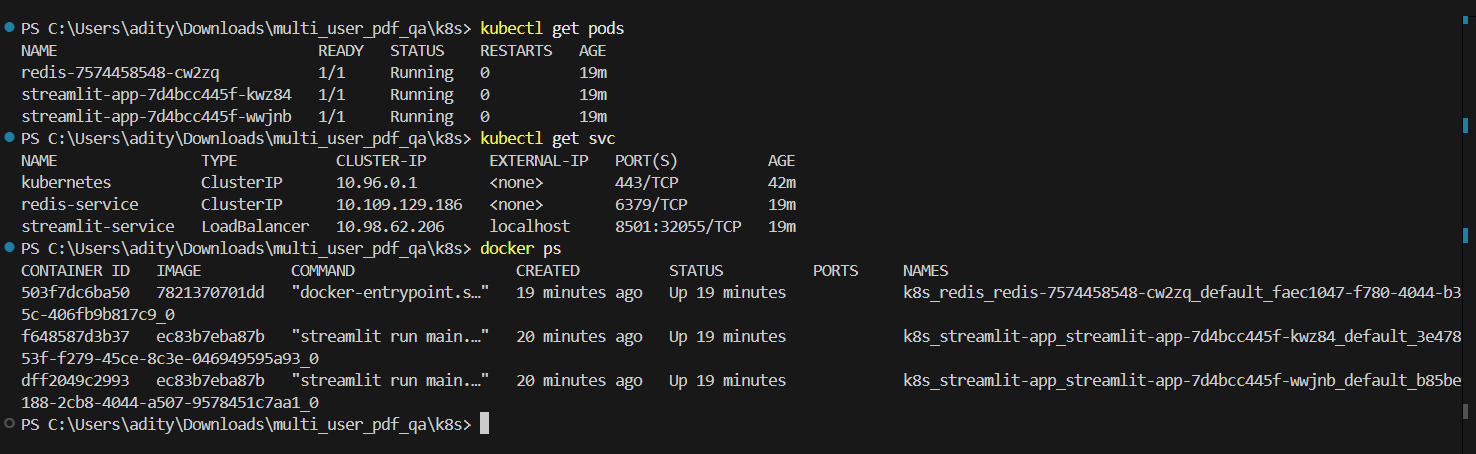 PS C:\Users\adity\Downloads\multi_user_pdf_qa\k8s> kubectl get pods
NAME READY STATUS RESTARTS AGE
redis-7574458548-cw2zq 1/1 Running 0 19m
streamlit-app-7d4bcc445f-kwz84 1/1 Running 0 19m
streamlit-app-7d4bcc445f-wwjnb 1/1 Running 0 19m
PS C:\Users\adity\Downloads\multi_user_pdf_qa\k8s> kubectl get svc
NAME TYPE CLUSTER-IP EXTERNAL-IP PORT(S) AGE
kubernetes ClusterIP 10.96.0.1 <none> 443/TCP 42m
redis-service ClusterIP 10.109.129.186 <none> 6379/TCP 19m
streamlit-service LoadBalancer 10.98.62.206 localhost 8501:32055/TCP 19m
PS C:\Users\adity\Downloads\multi_user_pdf_qa\k8s> docker ps
CONTAINER ID IMAGE COMMAND CREATED STATUS PORTS NAMES
503f7dc6ba50 7821370701dd "docker-entrypoint.s…" 19 minutes ago Up 19 minutes k8s_redis_redis-7574458548-cw2zq_default_faec1047-f780-4044-b3
5c-406fb9b817c9_0
f648587d3b37 ec83b7eba87b "streamlit run main.…" 20 minutes ago Up 19 minutes k8s_streamlit-app_streamlit-app-7d4bcc445f-kwz84_default_3e478
53f-f279-45ce-8c3e-046949595a93_0
dff2049c2993 ec83b7eba87b "streamlit run main.…" 20 minutes ago Up 19 minutes k8s_streamlit-app_streamlit-app-7d4bcc445f-wwjnb_default_b85be
188-2cb8-4044-a507-9578451c7aa1_0
PS C:\Users\adity\Downloads\multi_user_pdf_qa\k8s>